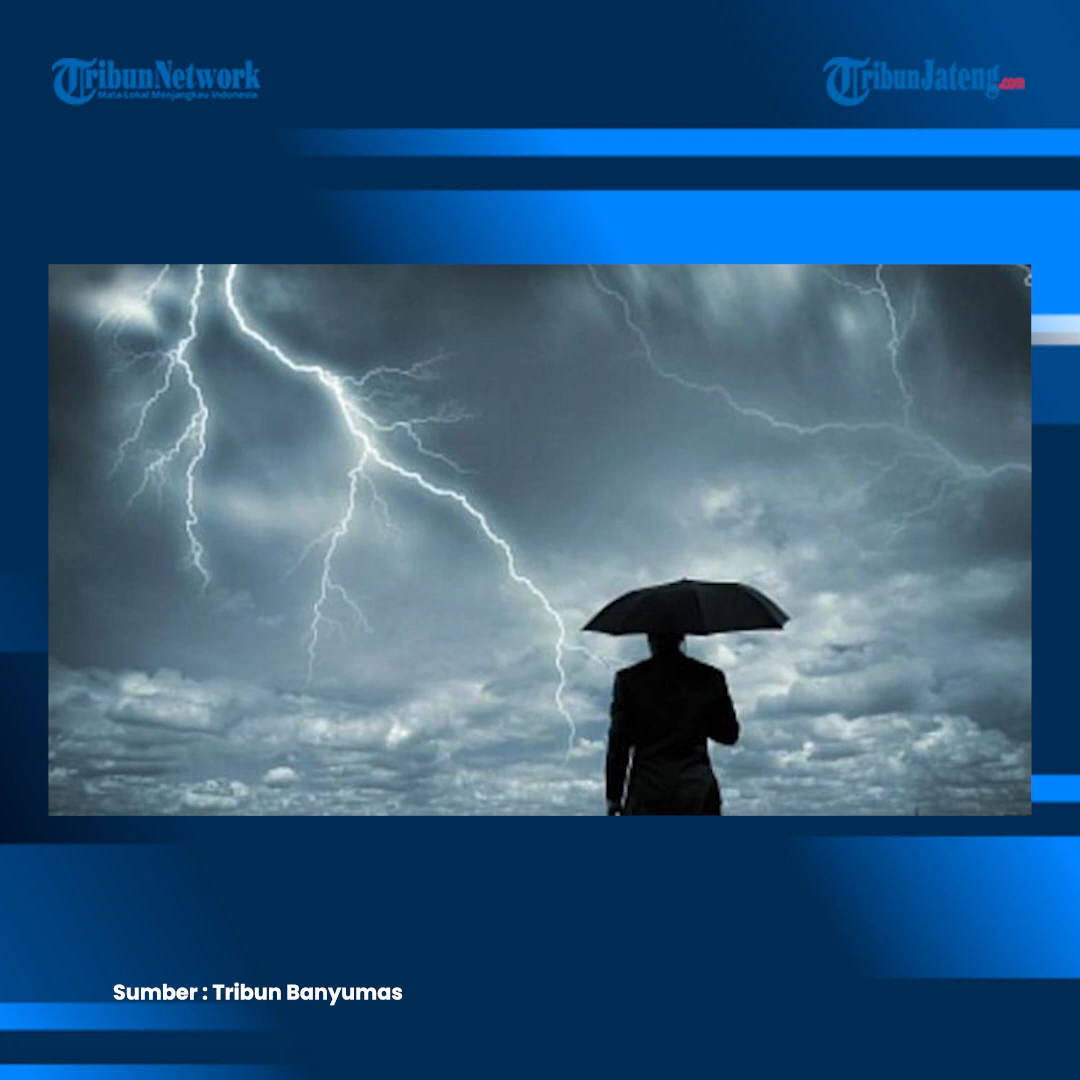 TribunNetwork
Mata Lokal Menjangkau Indonesia
TribunJateng.com
Sumber : Tribun Banyumas